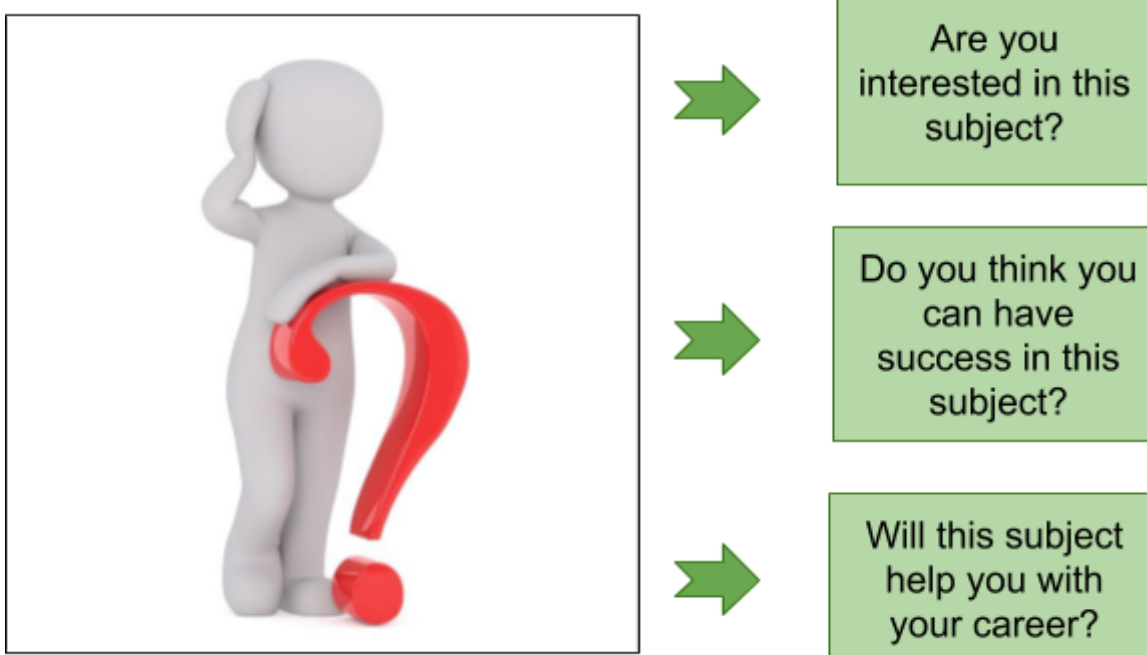 Are you
interested in this
subject?
Do you think you
can have
success in this
subject?
Will this subject
help you with
your career?